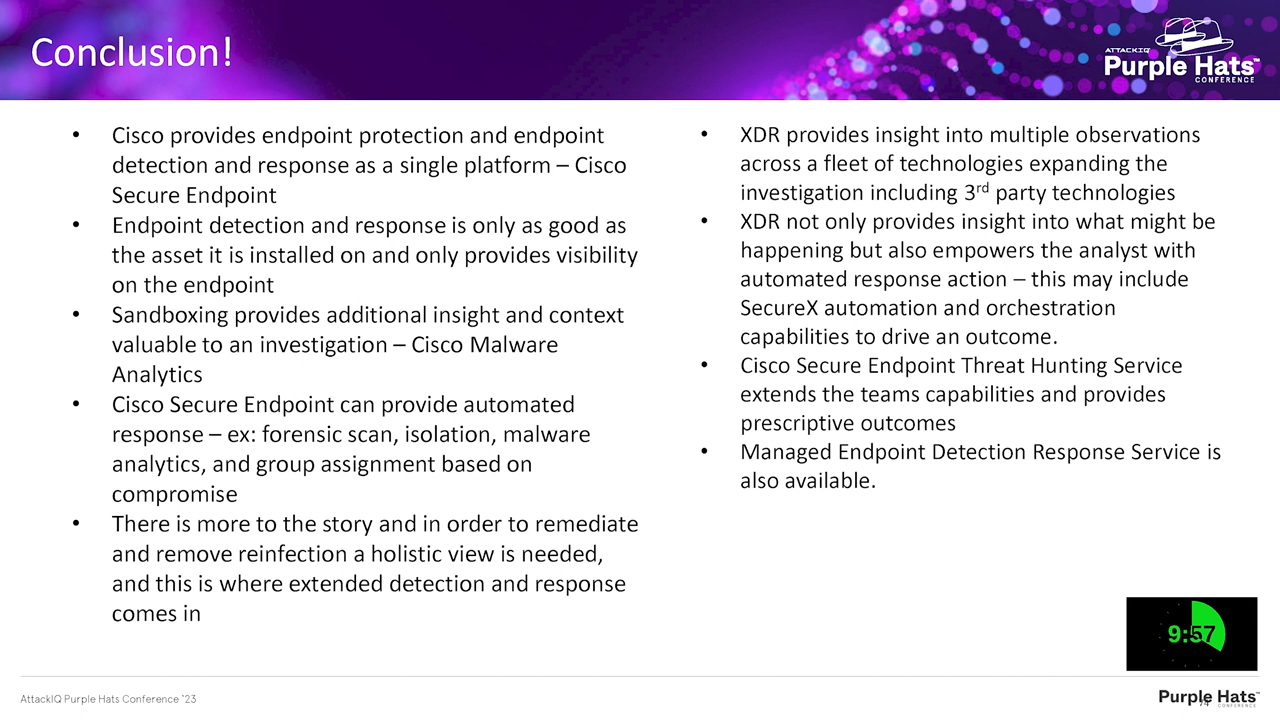 Conclusion!
ATTACKIQ
Purple Hats™
CONFERENCE
• Cisco provides endpoint protection and endpoint
detection and response as a single platform – Cisco
Secure Endpoint
• Endpoint detection and response is only as good as
the asset it is installed on and only provides visibility
on the endpoint
• Sandboxing provides additional insight and context
valuable to an investigation – Cisco Malware
Analytics
• Cisco Secure Endpoint can provide automated
response – ex: forensic scan, isolation, malware
analytics, and group assignment based on
compromise
• There is more to the story and in order to remediate
and remove reinfection a holistic view is needed,
and this is where extended detection and response
comes in
• XDR provides insight into multiple observations
across a fleet of technologies expanding the
investigation including 3rd party technologies
• XDR not only provides insight into what might be
happening but also empowers the analyst with
automated response action – this may include
SecureX automation and orchestration
capabilities to drive an outcome.
• Cisco Secure Endpoint Threat Hunting Service
extends the teams capabilities and provides
prescriptive outcomes
• Managed Endpoint Detection Response Service is
also available.
9:57
AttackIQ Purple Hats Conference '23
Purple Hats™
CONFERENCE